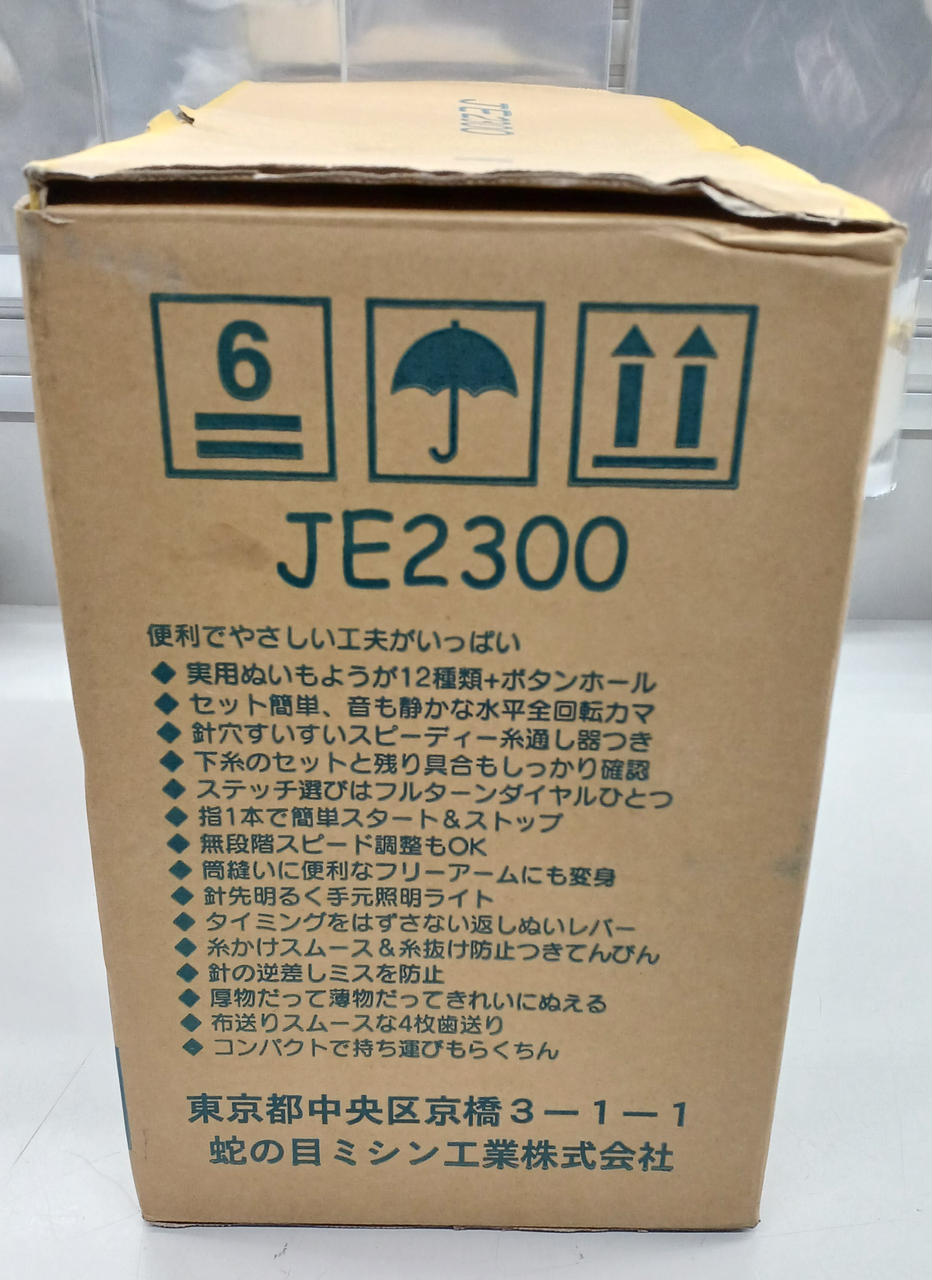 JE2300
6
JE2300
便利でやさしい工夫がいっぱい
◆ 実用ぬいもようが12種類+ボタンホール
◆ セット簡単、音も静かな水平全回転カマ
◆ 針穴すいすいスピーディー糸通し器つき
◆ 下糸のセットと残り具合もしっかり確認
◆ ステッチ選びはフルターンダイヤルひとつ
◆ 指1本で簡単スタート&ストップ
◆ 無段階スピード調整もOK
◆ 筒縫いに便利なフリーアームにも変身
◆ 針先明るく手元照明ライト
◆ タイミングをはずさない返しぬいレバー
◆ 糸かけスムース&糸抜け防止つきてんびん
◆ 針の逆差しミスを防止
◆ 厚物だって薄物だってきれいにぬえる
◆ 布送りスムースな4枚歯送り
◆ コンパクトで持ち運びもらくちん
東京都中央区京橋3―1―1
蛇の目ミシン工業株式会社